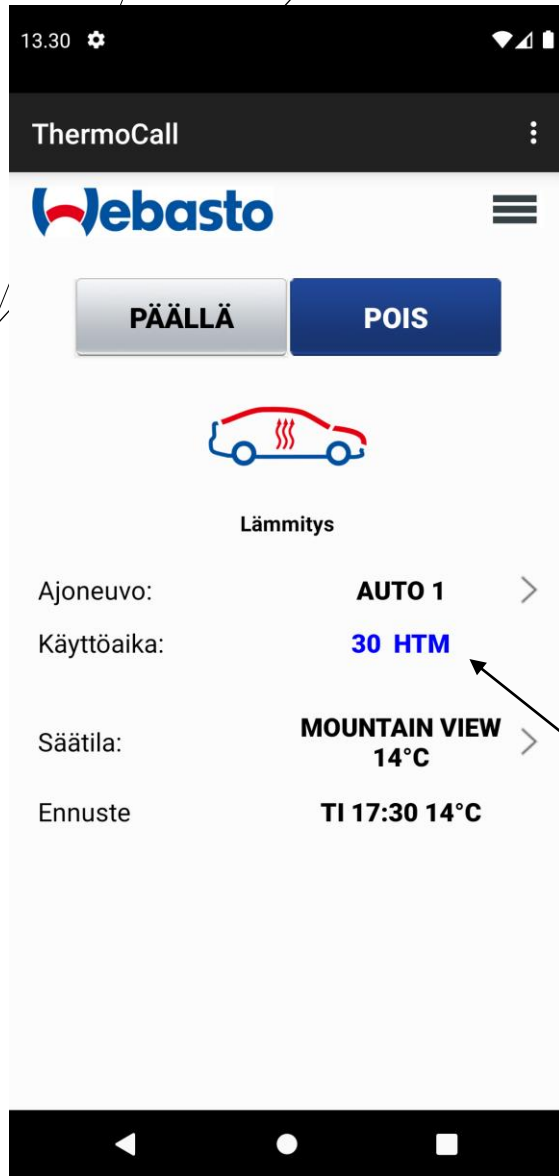 13.30
ThermoCall
Webasto
PÄÄLLÄ POIS
Lämmitys
Ajoneuvo: AUTO 1
Käyttöaika: 30 HTM
Säätila: MOUNTAIN VIEW
14°C
Ennuste TI 17:30 14°C